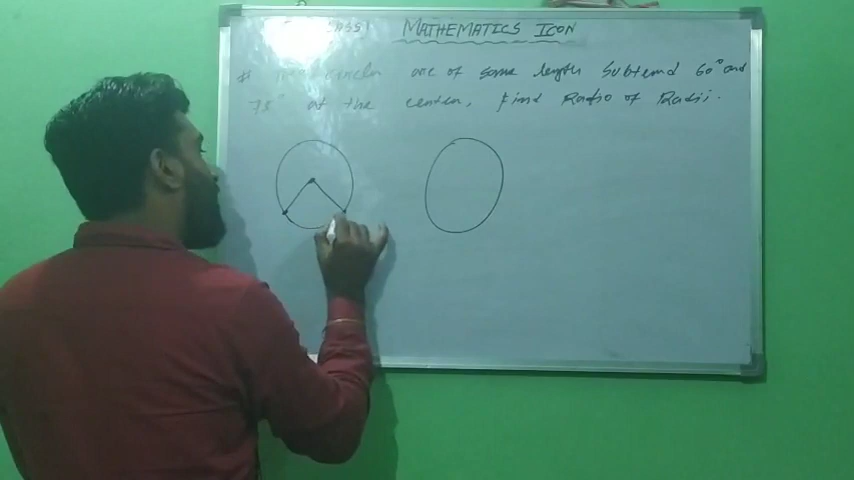 MATHEMATICS ICON
arc of same length Subtend 60° and
75° at the center, find Ratio of Radii.